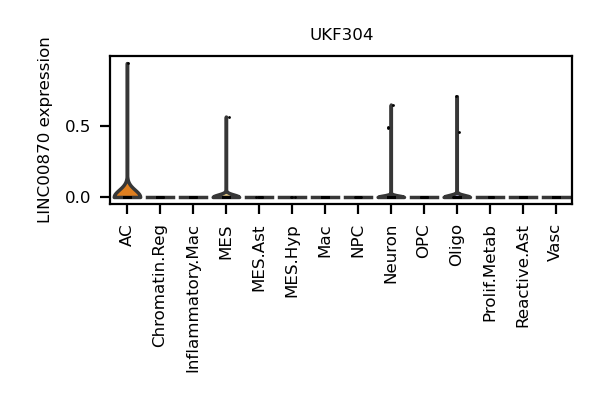 UKF304
LINC00870 expression
0.5
0.0
AC
Chromatin.Reg
Inflammatory.Mac
MES
MES.Ast
MES.Hyp
Mac
NPC
Neuron
OPC
Oligo
Prolif.Metab
Reactive.Ast
Vasc